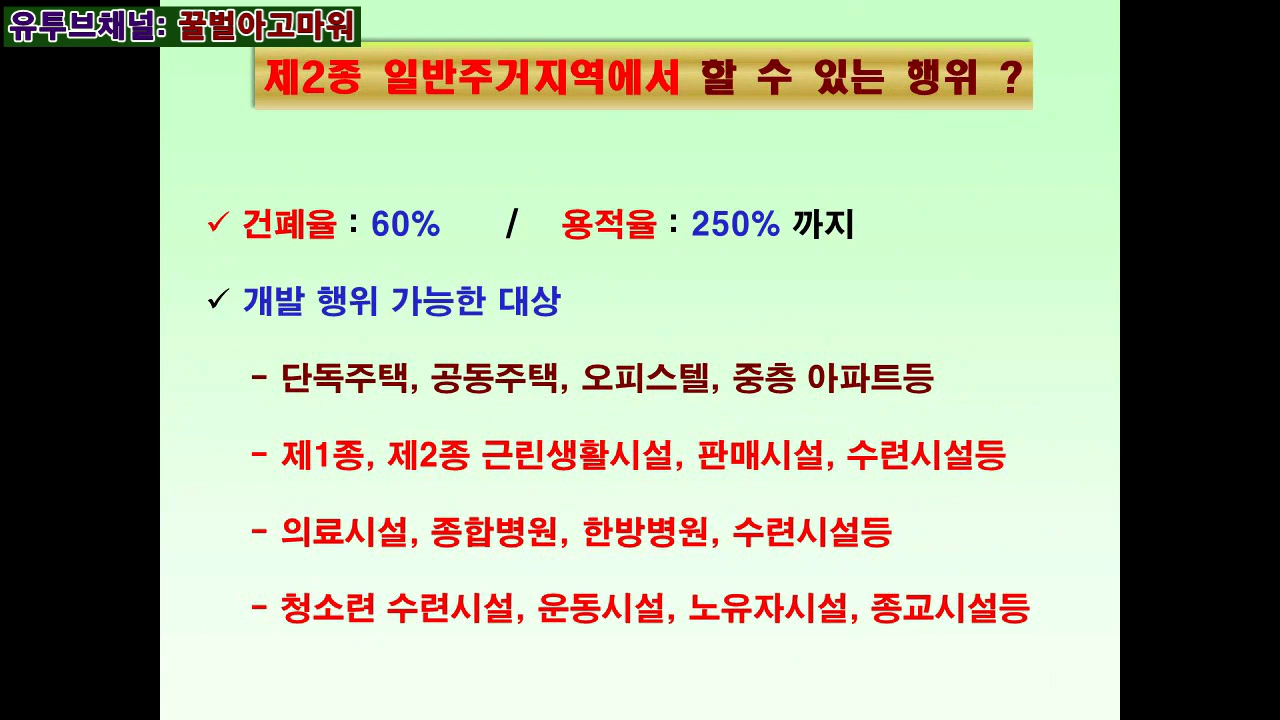 유투브채널: 꿀벌아고마워
제2종 일반주거지역에서 할 수 있는 행위 ?
✓ 건폐율 : 60% / 용적율 : 250% 까지
✓ 개발 행위 가능한 대상
- 단독주택, 공동주택, 오피스텔, 중층 아파트등
- 제1종, 제2종 근린생활시설, 판매시설, 수련시설등
- 의료시설, 종합병원, 한방병원, 수련시설등
- 청소련 수련시설, 운동시설, 노유자시설, 종교시설등